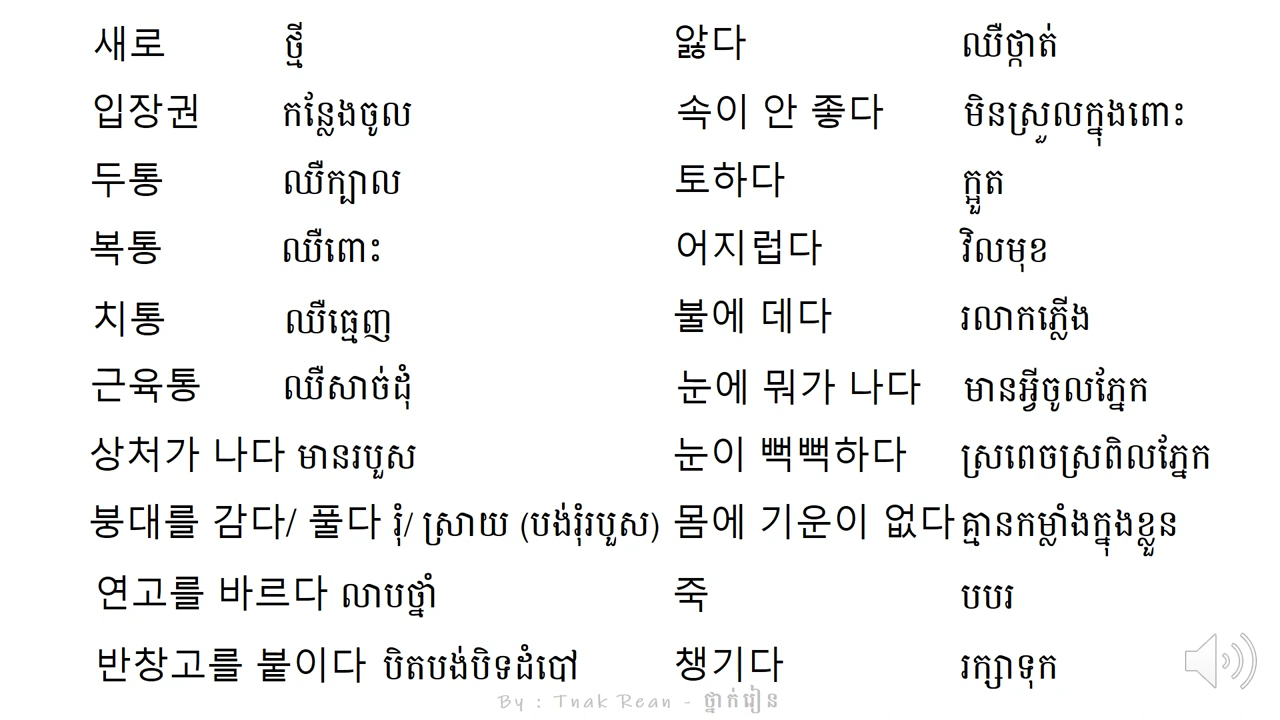 새로 ថ្មី
입장권 កន្លែងចូល
두통 ឈឺក្បាល
복통 ឈឺពោះ
치통 ឈឺធ្មេញ
근육통 ឈឺសាច់ដុំ
상처가 나다 មានរបួស
붕대를 감다/ 풀다 រុំ/ ស្រាយ (បង់រុំរបួស)
연고를 바르다 លាបថ្នាំ
반창고를 붙이다 បិតបង់បិទដំបៅ
앓다 ឈឺថ្កាត់
속이 안 좋다 មិនស្រួលក្នុងពោះ
토하다 ក្អួត
어지럽다 វិលមុខ
불에 데다 រលាកភ្លើង
눈에 뭐가 나다 មានអ្វីចូលភ្នែក
눈이 뻑뻑하다 ស្រពេចស្រពិលភ្នែក
몸에 기운이 없다 គ្មានកម្លាំងក្នុងខ្លួន
죽 បបរ
챙기다 រក្សាទុក
By : Tnak Rean - ថ្នាក់រៀន